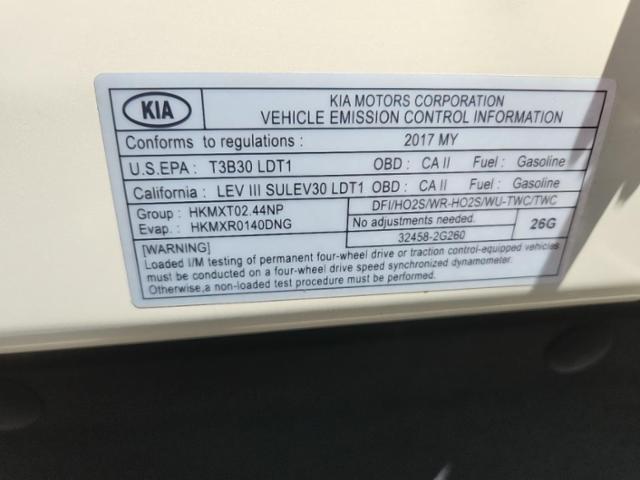 KIA
KIA MOTORS CORPORATION
VEHICLE EMISSION CONTROL INFORMATION
Conforms to regulations : 2017 MY
U.S.EPA : T3B30 LDT1 OBD : CA II Fuel : Gasoline
California : LEV III SULEV30 LDT1 OBD : CA II Fuel : Gasoline
Group : HKMXT02.44NP
Evap. : HKMXR0140DNG
DFI/HO2S/WR-HO2S/WU-TWC/TWC
No adjustments needed.
32458-2G260
26G
[WARNING]
Loaded I/M testing of permanent four-wheel drive or traction control-equipped vehicles
must be conducted on a four-wheel drive speed synchronized dynamometer.
Otherwise,a non-loaded test procedure must be performed.